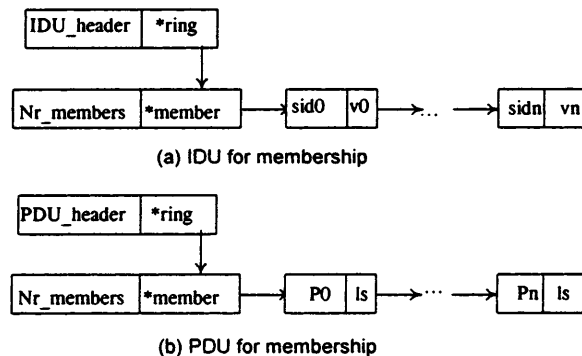 IDU_header *ring
Nr_members *member sid0 v0 ... sidn vn
(a) IDU for membership
PDU_header *ring
Nr_members *member P0 ls ... Pn ls
(b) PDU for membership